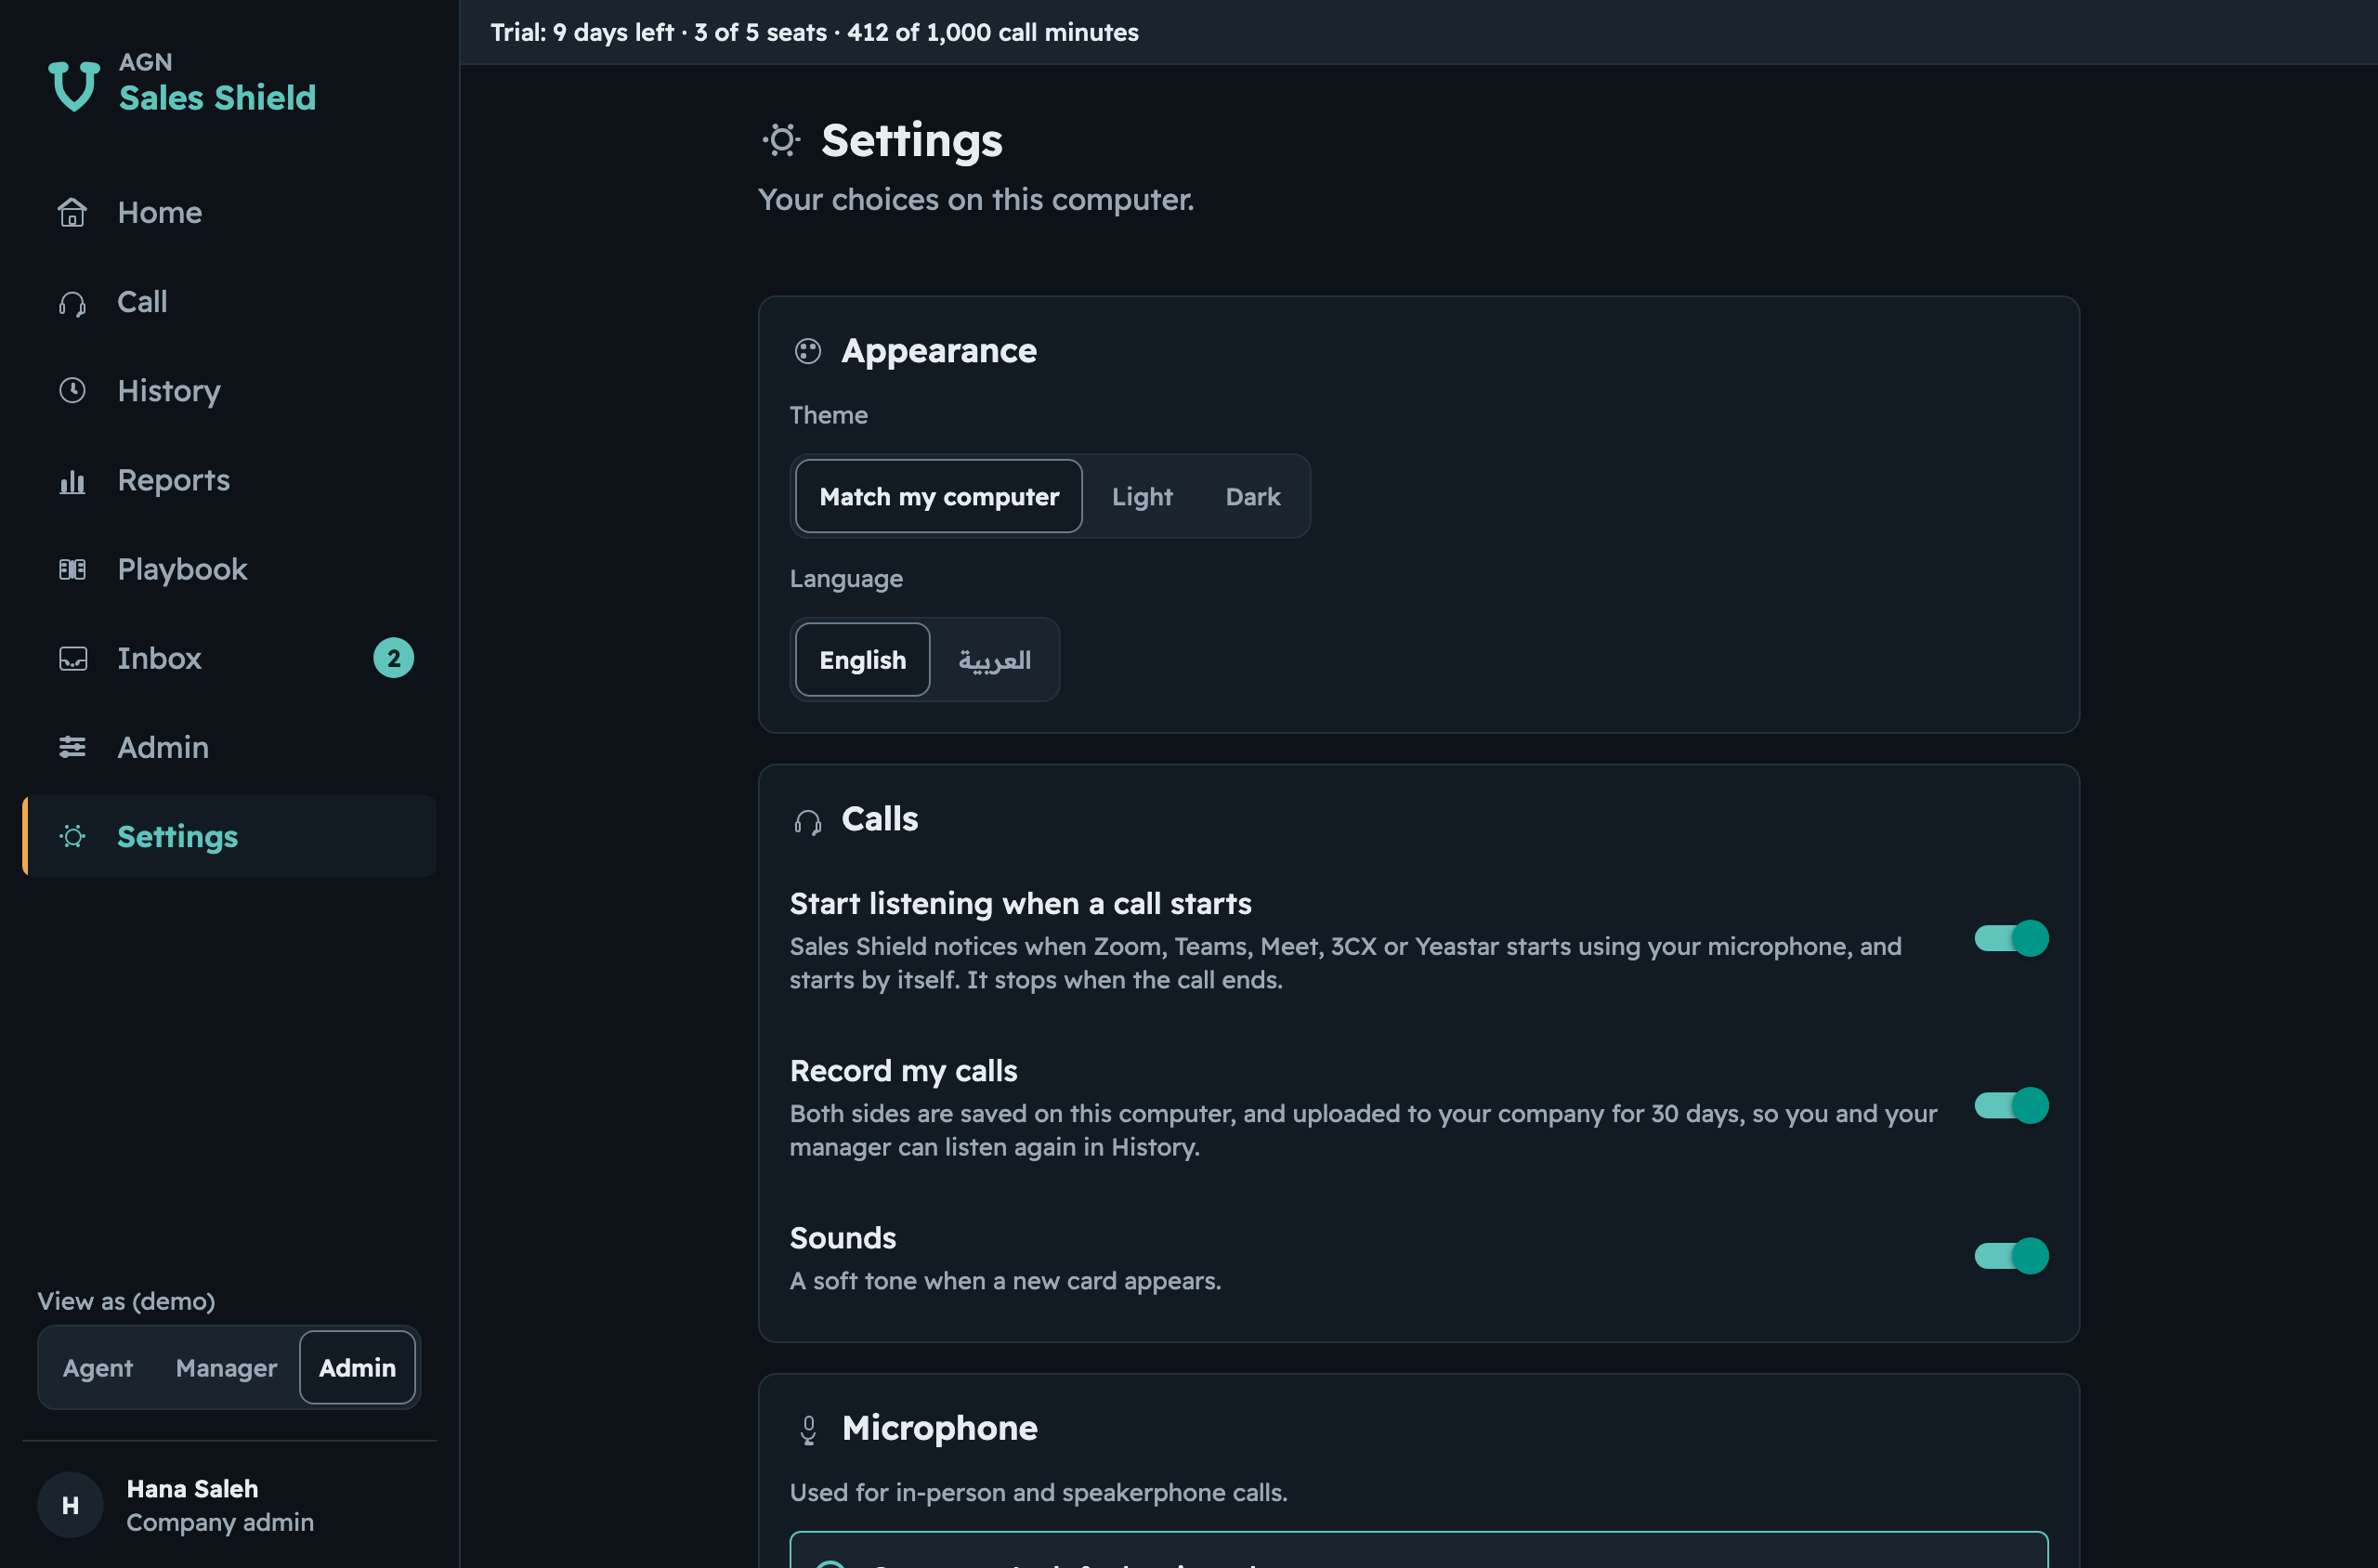 AGN
Sales Shield
Home
Call
History
Reports
Playbook
Inbox
2
Admin
Settings
View as (demo)
Agent
Manager
Admin
H
Hana Saleh
Company admin
Trial: 9 days left · 3 of 5 seats · 412 of 1,000 call minutes
Settings
Your choices on this computer.
Appearance
Theme
Match my computer
Light
Dark
Language
English
العربية
Calls
Start listening when a call starts
Sales Shield notices when Zoom, Teams, Meet, 3CX or Yeastar starts using your microphone, and
starts by itself. It stops when the call ends.
Record my calls
Both sides are saved on this computer, and uploaded to your company for 30 days, so you and your
manager can listen again in History.
Sounds
A soft tone when a new card appears.
Microphone
Used for in-person and speakerphone calls.